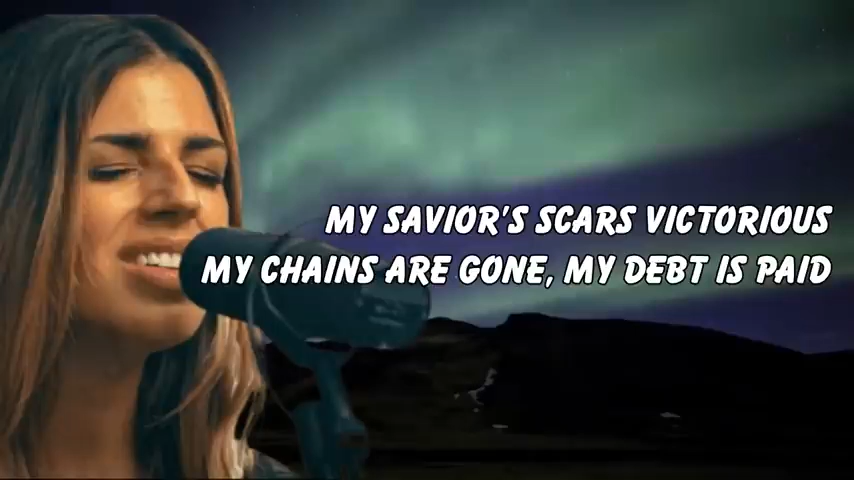 MY SAVIOR'S SCARS VICTORIOUS
MY CHAINS ARE GONE, MY DEBT IS PAID